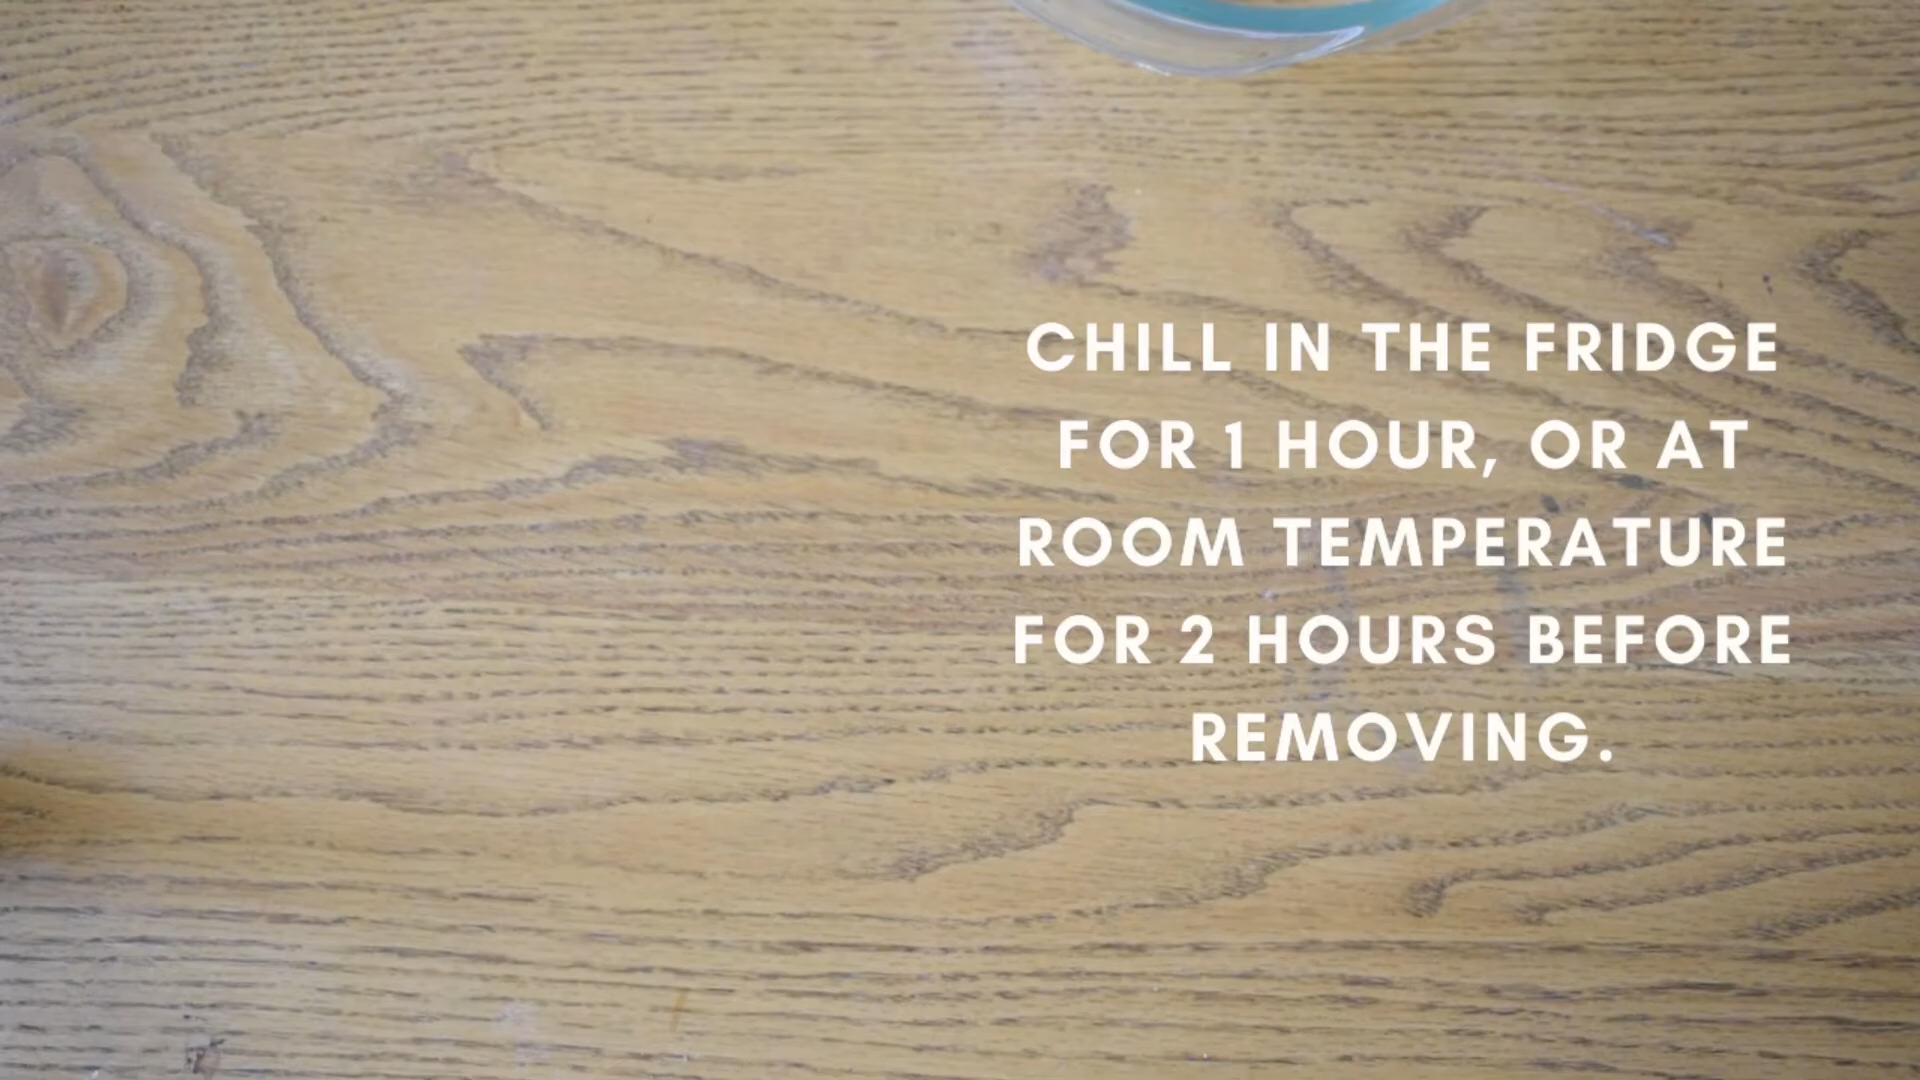 CHILL IN THE FRIDGE
FOR 1 HOUR, OR AT
ROOM TEMPERATURE
FOR 2 HOURS BEFORE
REMOVING.